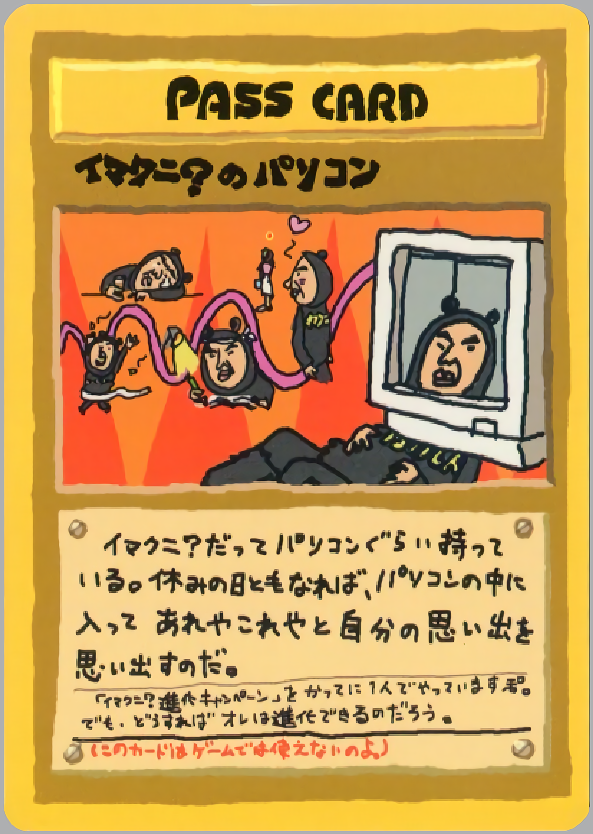 PASS CARD
イマクニ?のパソコン
イマクニ?だってパソコンぐらい持って
いる。休みの日ともなれば、パソコンの中に
入って あれやこれやと自分の思い出を
思い出すのだ。
「イマクニ?進化キャンペーン」をかってに1人でやっていますぞ。
でも、どうすれば オレは進化できるのだろう。
(このカードはゲームでは使えないのよ。)